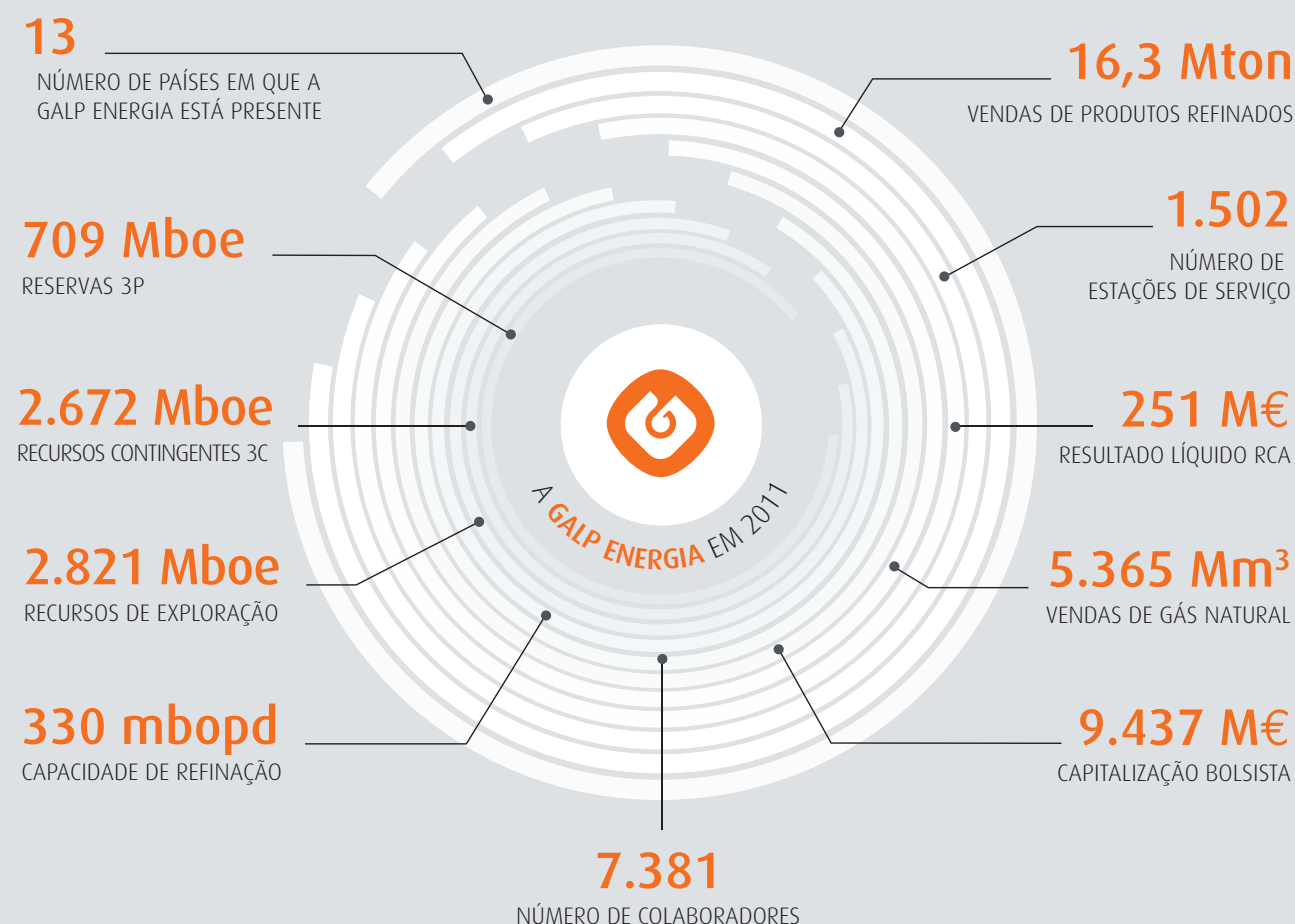 13
NÚMERO DE PAÍSES EM QUE A
GALP ENERGIA ESTÁ PRESENTE
709 Mboe
RESERVAS 3P
2.672 Mboe
RECURSOS CONTINGENTES 3C
2.821 Mboe
RECURSOS DE EXPLORAÇÃO
330 mbopd
CAPACIDADE DE REFINAÇÃO
A GALP ENERGIA EM 2011
7.381
NÚMERO DE COLABORADORES
16,3 Mton
VENDAS DE PRODUTOS REFINADOS
1.502
NÚMERO DE
ESTAÇÕES DE SERVIÇO
251 M€
RESULTADO LÍQUIDO RCA
5.365 Mm³
VENDAS DE GÁS NATURAL
9.437 M€
CAPITALIZAÇÃO BOLSISTA